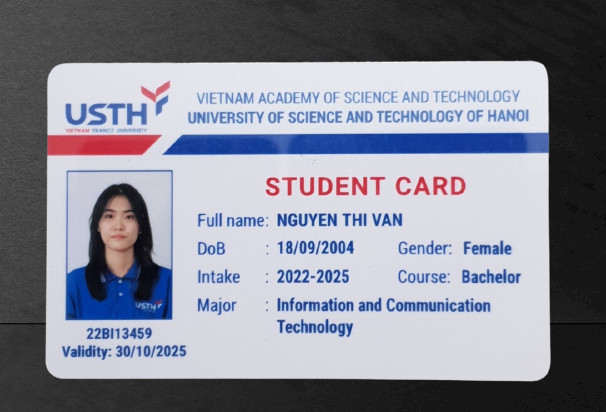 USTH
VIETNAM FRANCE UNIVERSITY
VIETNAM ACADEMY OF SCIENCE AND TECHNOLOGY
UNIVERSITY OF SCIENCE AND TECHNOLOGY OF HANOI
STUDENT CARD
Full name: NGUYEN THI VAN
DoB : 18/09/2004 Gender: Female
Intake : 2022-2025 Course: Bachelor
Major : Information and Communication
Technology
USTH
22BI13459
Validity: 30/10/2025